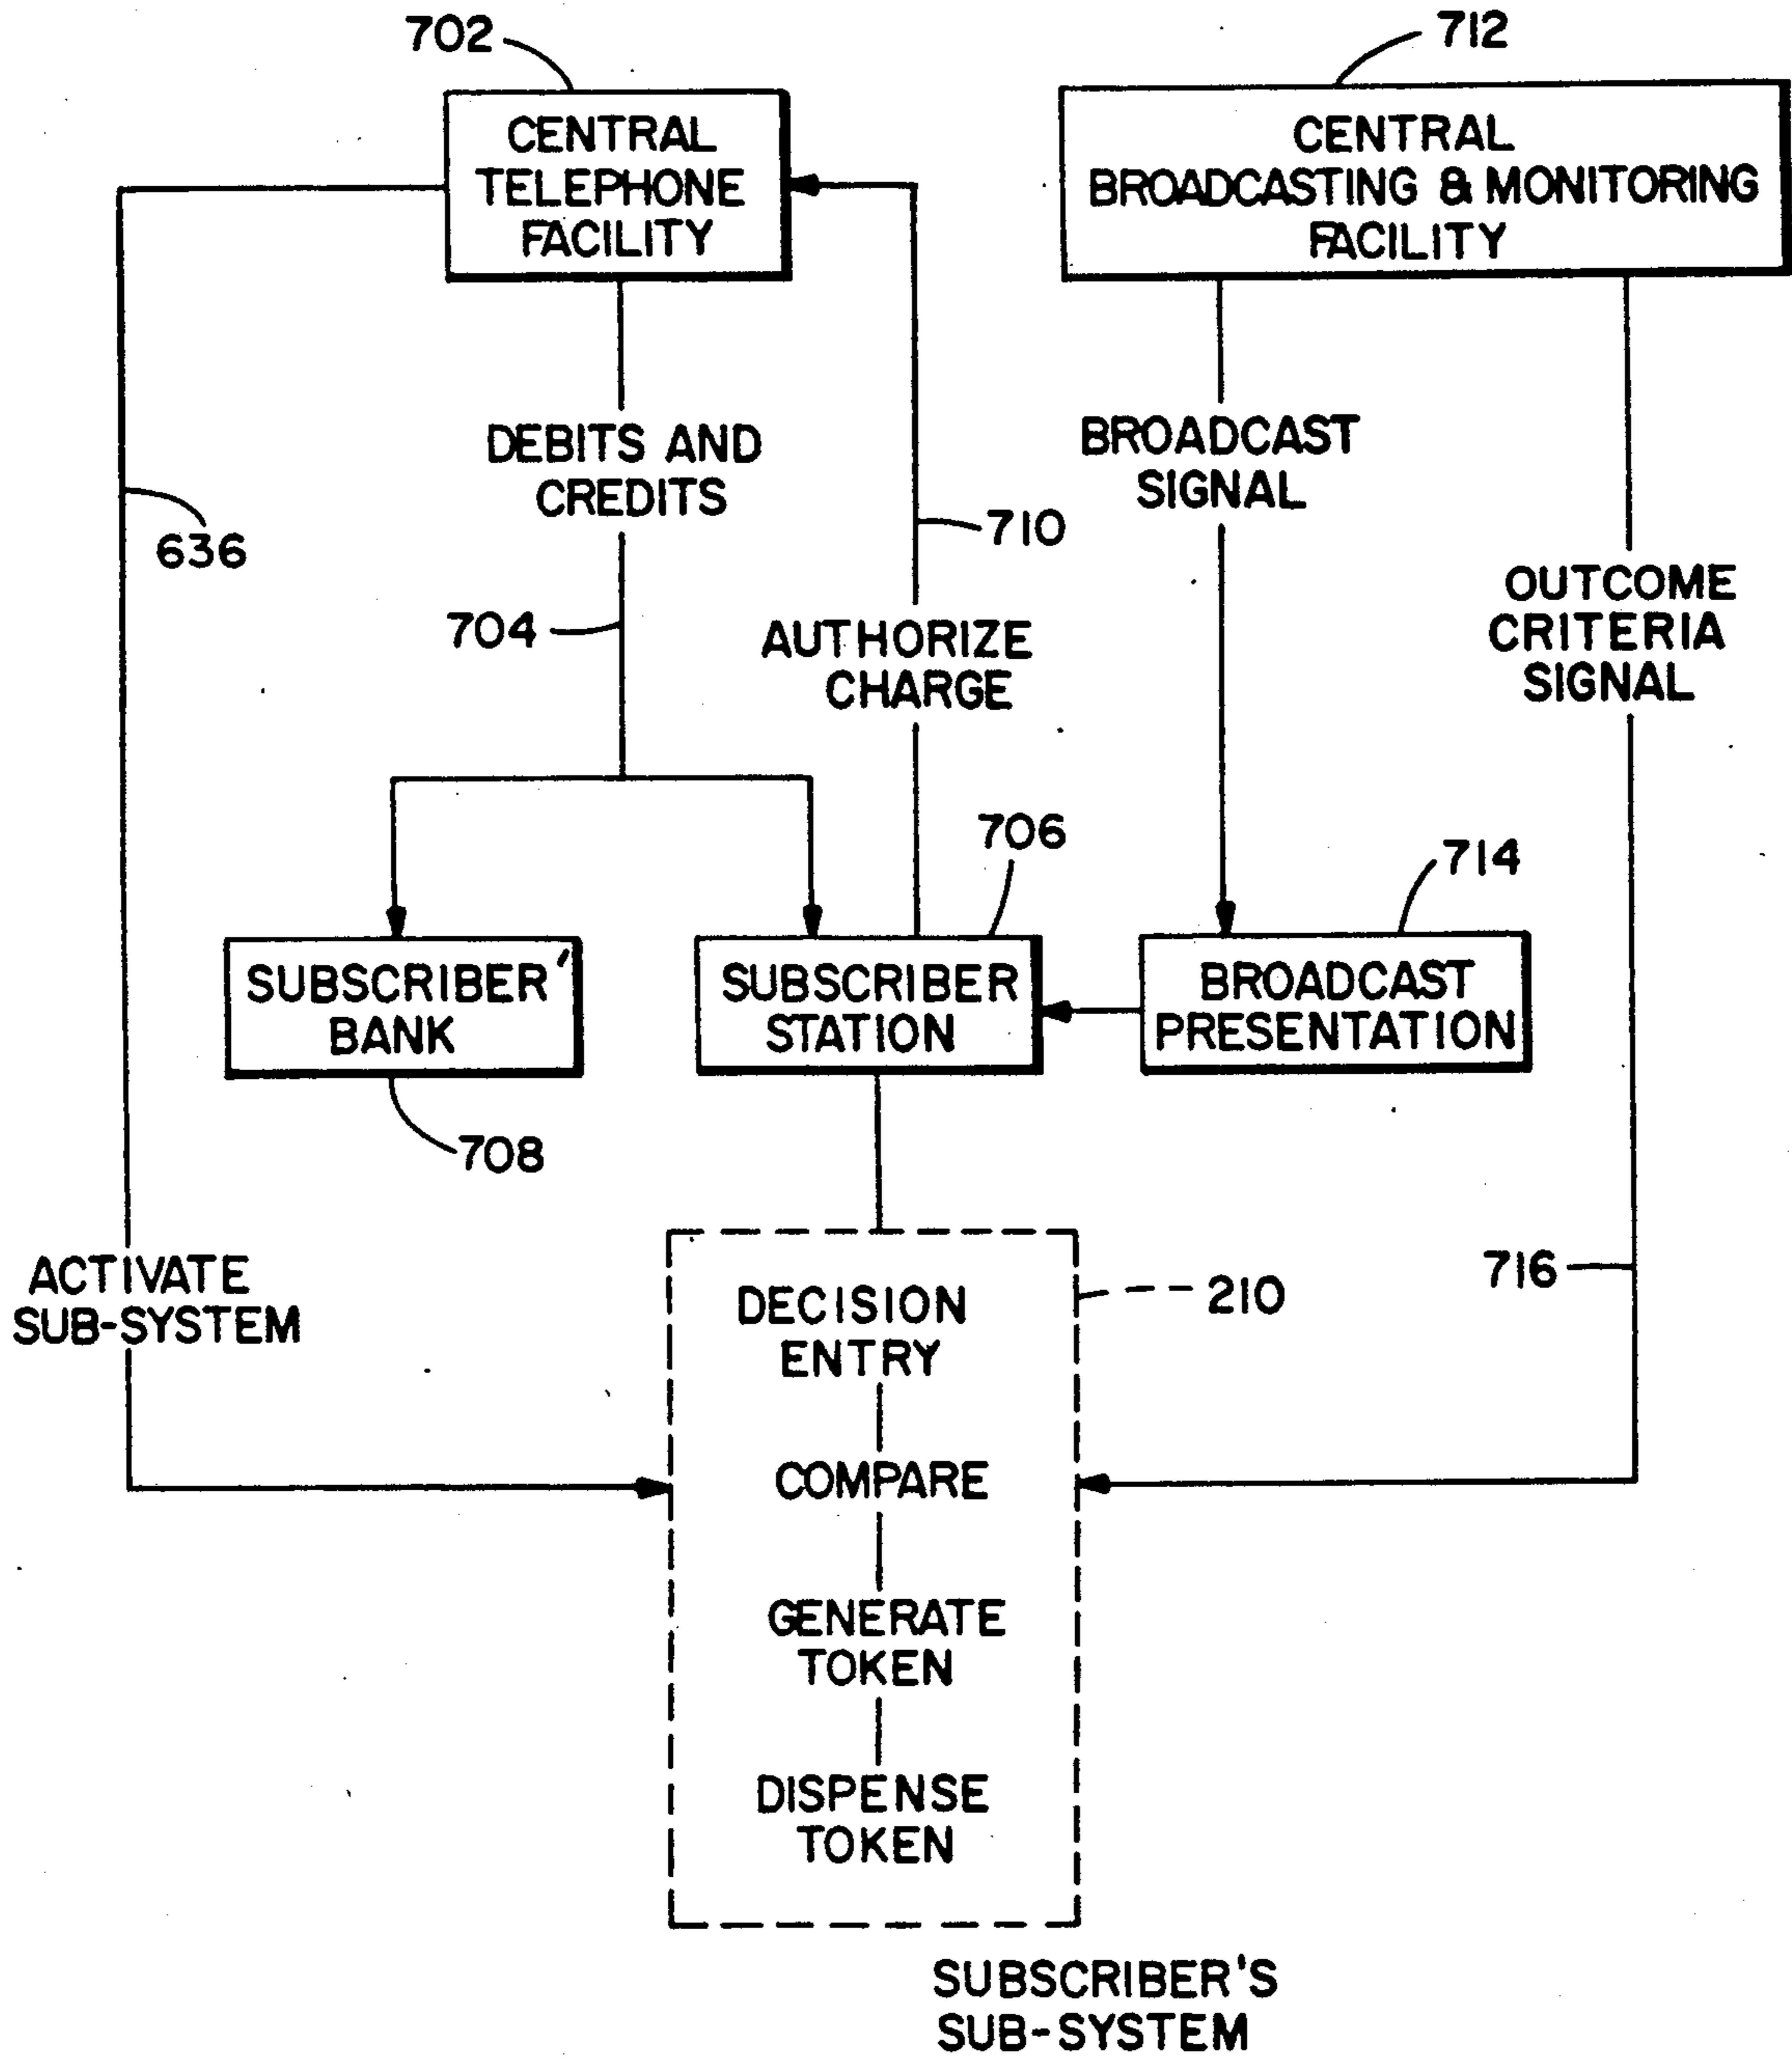 702
712
CENTRAL
TELEPHONE
FACILITY
CENTRAL
BROADCASTING & MONITORING
FACILITY
DEBITS AND
CREDITS
BROADCAST
SIGNAL
636
710
704
AUTHORIZE
CHARGE
OUTCOME
CRITERIA
SIGNAL
706
714
SUBSCRIBER'
BANK
SUBSCRIBER
STATION
BROADCAST
PRESENTATION
708
ACTIVATE
SUB-SYSTEM
716
210
DECISION
ENTRY
COMPARE
GENERATE
TOKEN
DISPENSE
TOKEN
SUBSCRIBER'S
SUB-SYSTEM